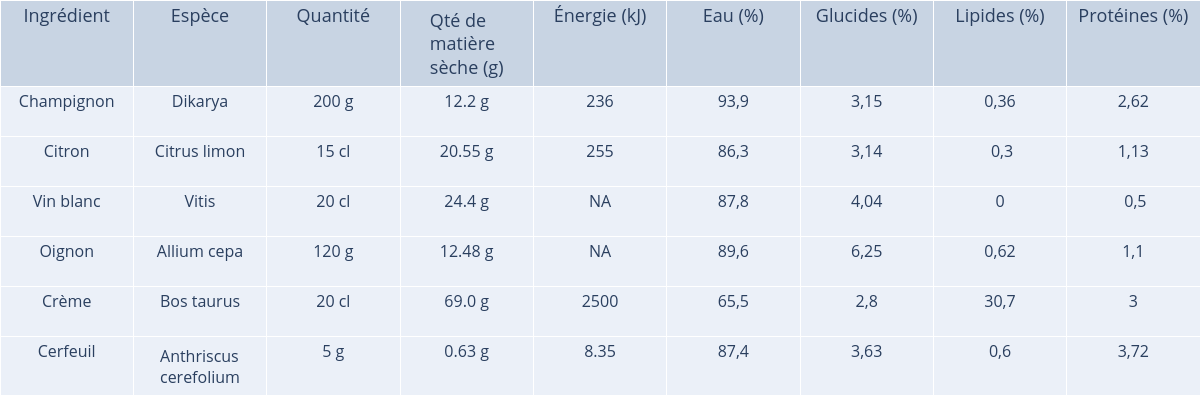 Ingrédient Espèce Quantité Qté de matière sèche (g) Énergie (kJ) Eau (%) Glucides (%) Lipides (%) Protéines (%)
Champignon Dikarya 200 g 12.2 g 236 93,9 3,15 0,36 2,62
Citron Citrus limon 15 cl 20.55 g 255 86,3 3,14 0,3 1,13
Vin blanc Vitis 20 cl 24.4 g NA 87,8 4,04 0 0,5
Oignon Allium cepa 120 g 12.48 g NA 89,6 6,25 0,62 1,1
Crème Bos taurus 20 cl 69.0 g 2500 65,5 2,8 30,7 3
Cerfeuil Anthriscus cerefolium 5 g 0.63 g 8.35 87,4 3,63 0,6 3,72